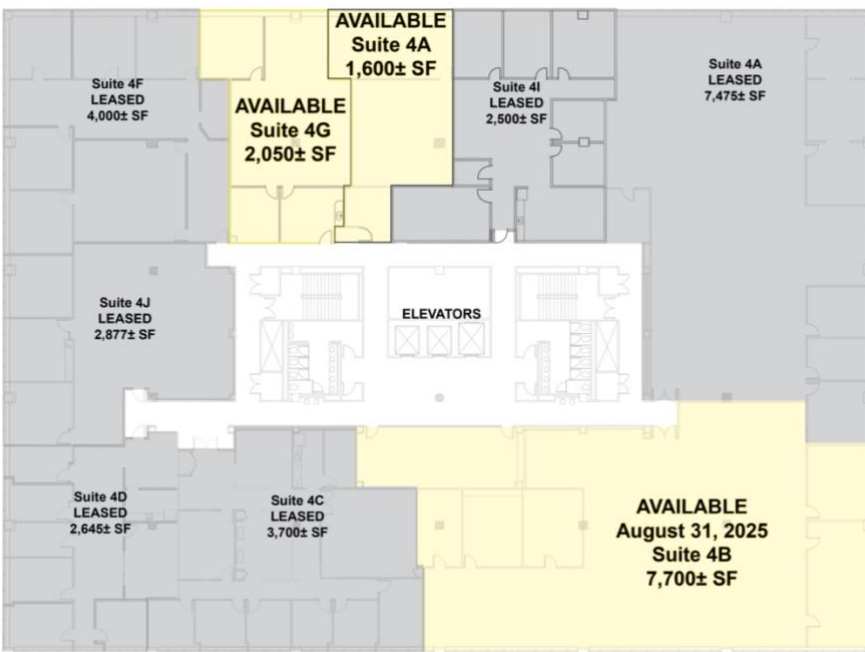 AVAILABLE
Suite 4A
1,600± SF
Suite 4F
LEASED
4,000± SF
AVAILABLE
Suite 4G
2,050± SF
Suite 4I
LEASED
2,500± SF
Suite 4A
LEASED
7,475± SF
Suite 4J
LEASED
2,877± SF
ELEVATORS
Suite 4D
LEASED
2,645± SF
Suite 4C
LEASED
3,700± SF
AVAILABLE
August 31, 2025
Suite 4B
7,700± SF